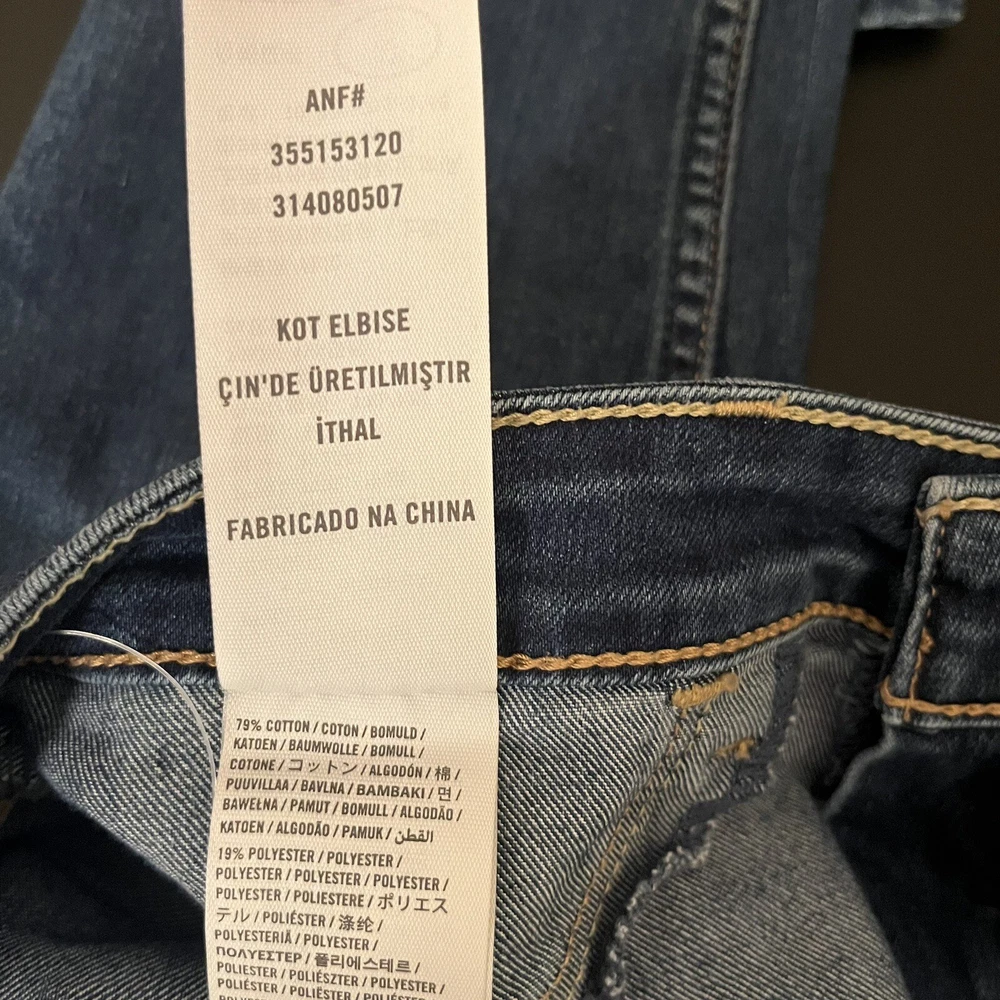 ANF#
355153120
314080507
KOT ELBISE
ÇIN'DE ÜRETILMIŞTIR
İTHAL
FABRICADO NA CHINA
79% COTTON / COTON / BOMULD /
KATOEN / BAUMWOLLE / BOMULL /
COTONE / コットン / ALGODÓN / 棉 /
PUUVILLAA / BAVLNA / ΒΑΜΒΑΚΙ / 면 /
BAWEŁNA / PAMUT / BOMULL / ALGODÃO /
KATOEN / ALGODÃO / PAMUK / القطن
19% POLYESTER / POLYESTER /
POLYESTER / POLYESTER / POLYESTER /
POLYESTER / POLIESTERE / ポリエス
テル / POLIÉSTER / 涤纶 /
POLYESTERIÄ / POLYESTER /
ΠΟΛΥΕΣΤΕΡ / 폴리에스테르 /
POLIESTER / POLIÉSZTER / POLYESTER /
POLIÉSTER / POLIËSTER / POLIÉSTER /